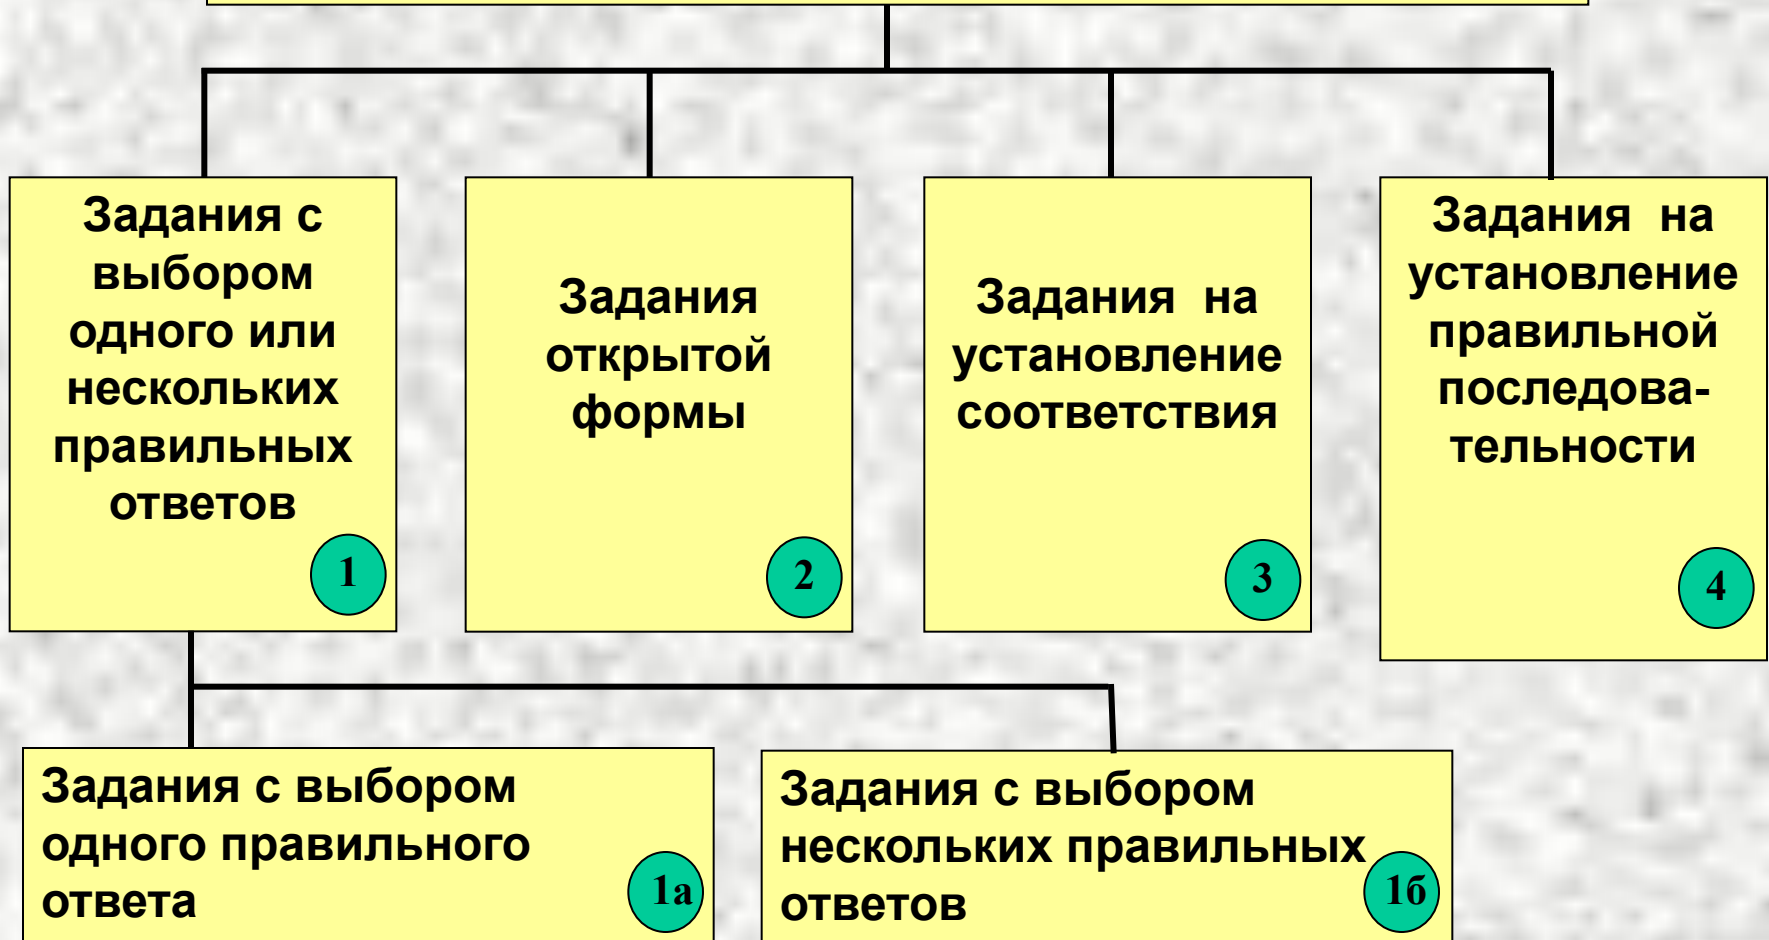 Задания с
выбором
одного или
нескольких
правильных
ответов
1
Задания
открытой
формы
2
Задания на
установление
соответствия
3
Задания на
установление
правильной
последова-
тельности
4
Задания с выбором
одного правильного
ответа
1а
Задания с выбором
нескольких правильных
ответов
1б